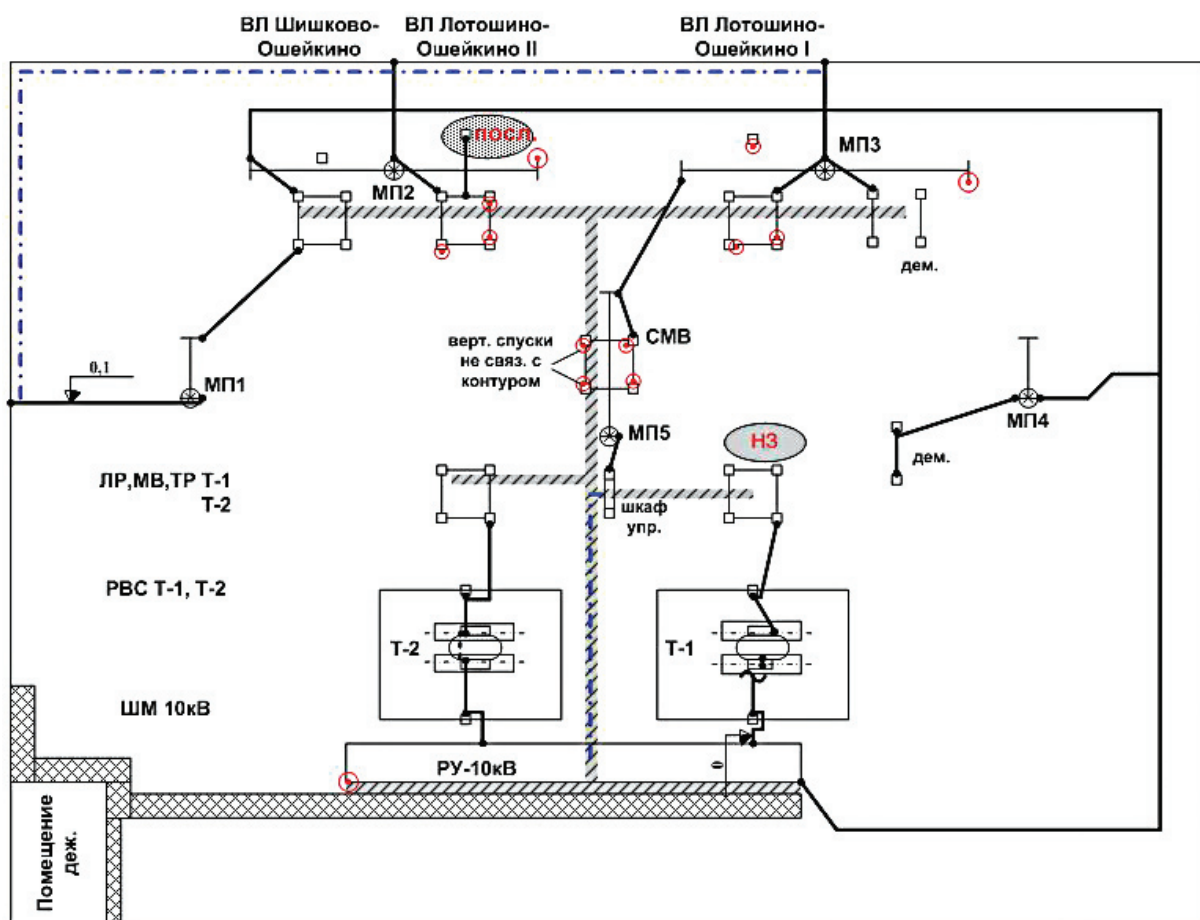 ВЛ Шишково-
Ошейкино
ВЛ Лотошино-
Ошейкино II
ВЛ Лотошино-
Ошейкино I
посл.
МП2
МП3
дем.
верт. спуски
не связ. с
контуром
СМВ
0,1
МП1
МП5
НЗ
МП4
дем.
ЛР,МВ,ТР Т-1
Т-2
шкаф
упр.
РВС Т-1, Т-2
Т-2
Т-1
ШМ 10кВ
РУ-10кВ
0
Помещение
деж.